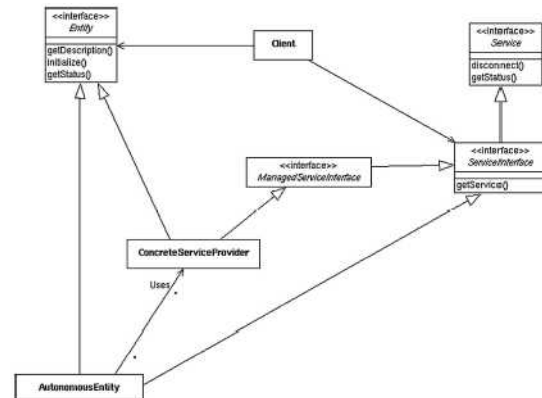 <<interface>>
Entity
getDescription()
initialize()
getStatus()
Client
<<interface>>
Service
disconnect()
getStatus()
<<interface>>
ManagedServiceInterface
<<interface>>
ServiceInterface
getService()
ConcreteServiceProvider
Uses
*
*
AutonomousEntity